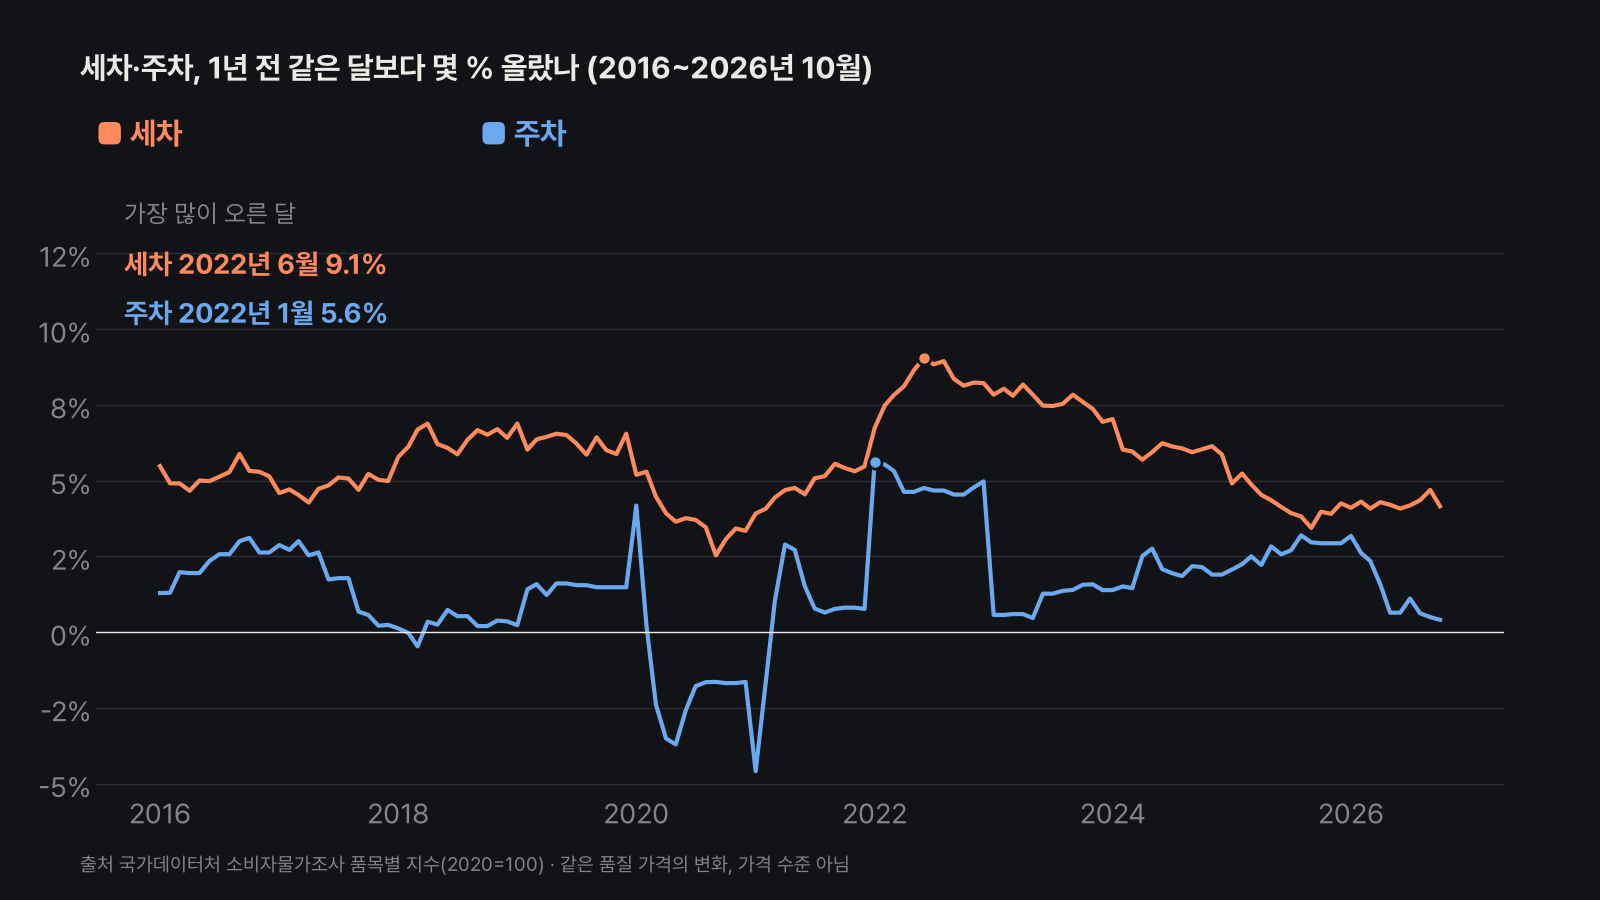 세차·주차, 1년 전 같은 달보다 몇 % 올랐나 (2016~2026년 10월)
세차
주차
가장 많이 오른 달
세차 2022년 6월 9.1%
주차 2022년 1월 5.6%
12%
10%
8%
5%
2%
0%
-2%
-5%
2016
2018
2020
2022
2024
2026
출처 국가데이터처 소비자물가조사 품목별 지수(2020=100) · 같은 품질 가격의 변화, 가격 수준 아님